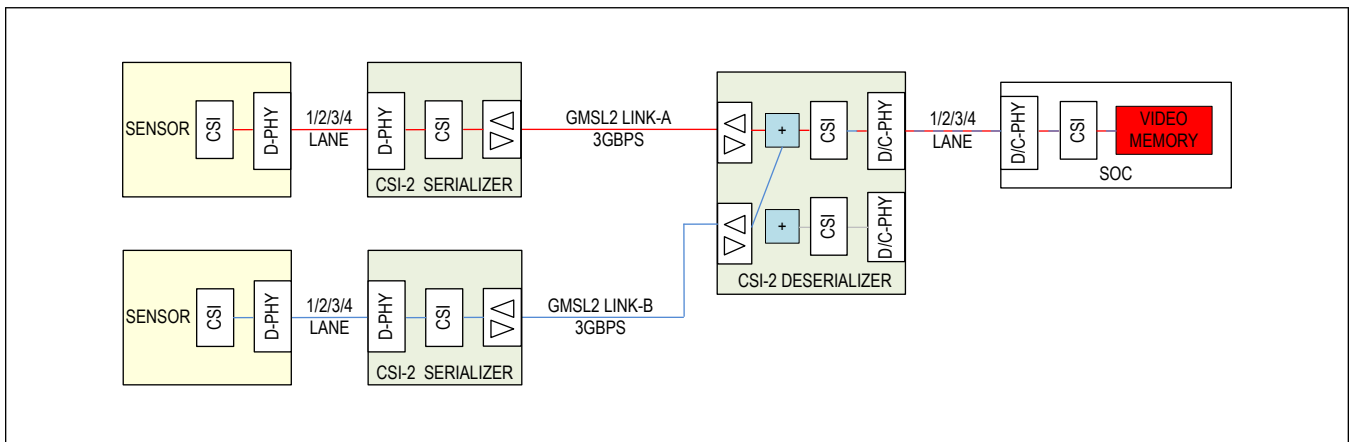 SENSOR
CSI
D-PHY
1/2/3/4
LANE
D-PHY
CSI
CSI-2 SERIALIZER
GMSL2 LINK-A
3GBPS
+
CSI
D/C-PHY
+
CSI
D/C-PHY
CSI-2 DESERIALIZER
1/2/3/4
LANE
D/C-PHY
CSI
VIDEO
MEMORY
SOC
SENSOR
CSI
D-PHY
1/2/3/4
LANE
D-PHY
CSI
CSI-2 SERIALIZER
GMSL2 LINK-B
3GBPS